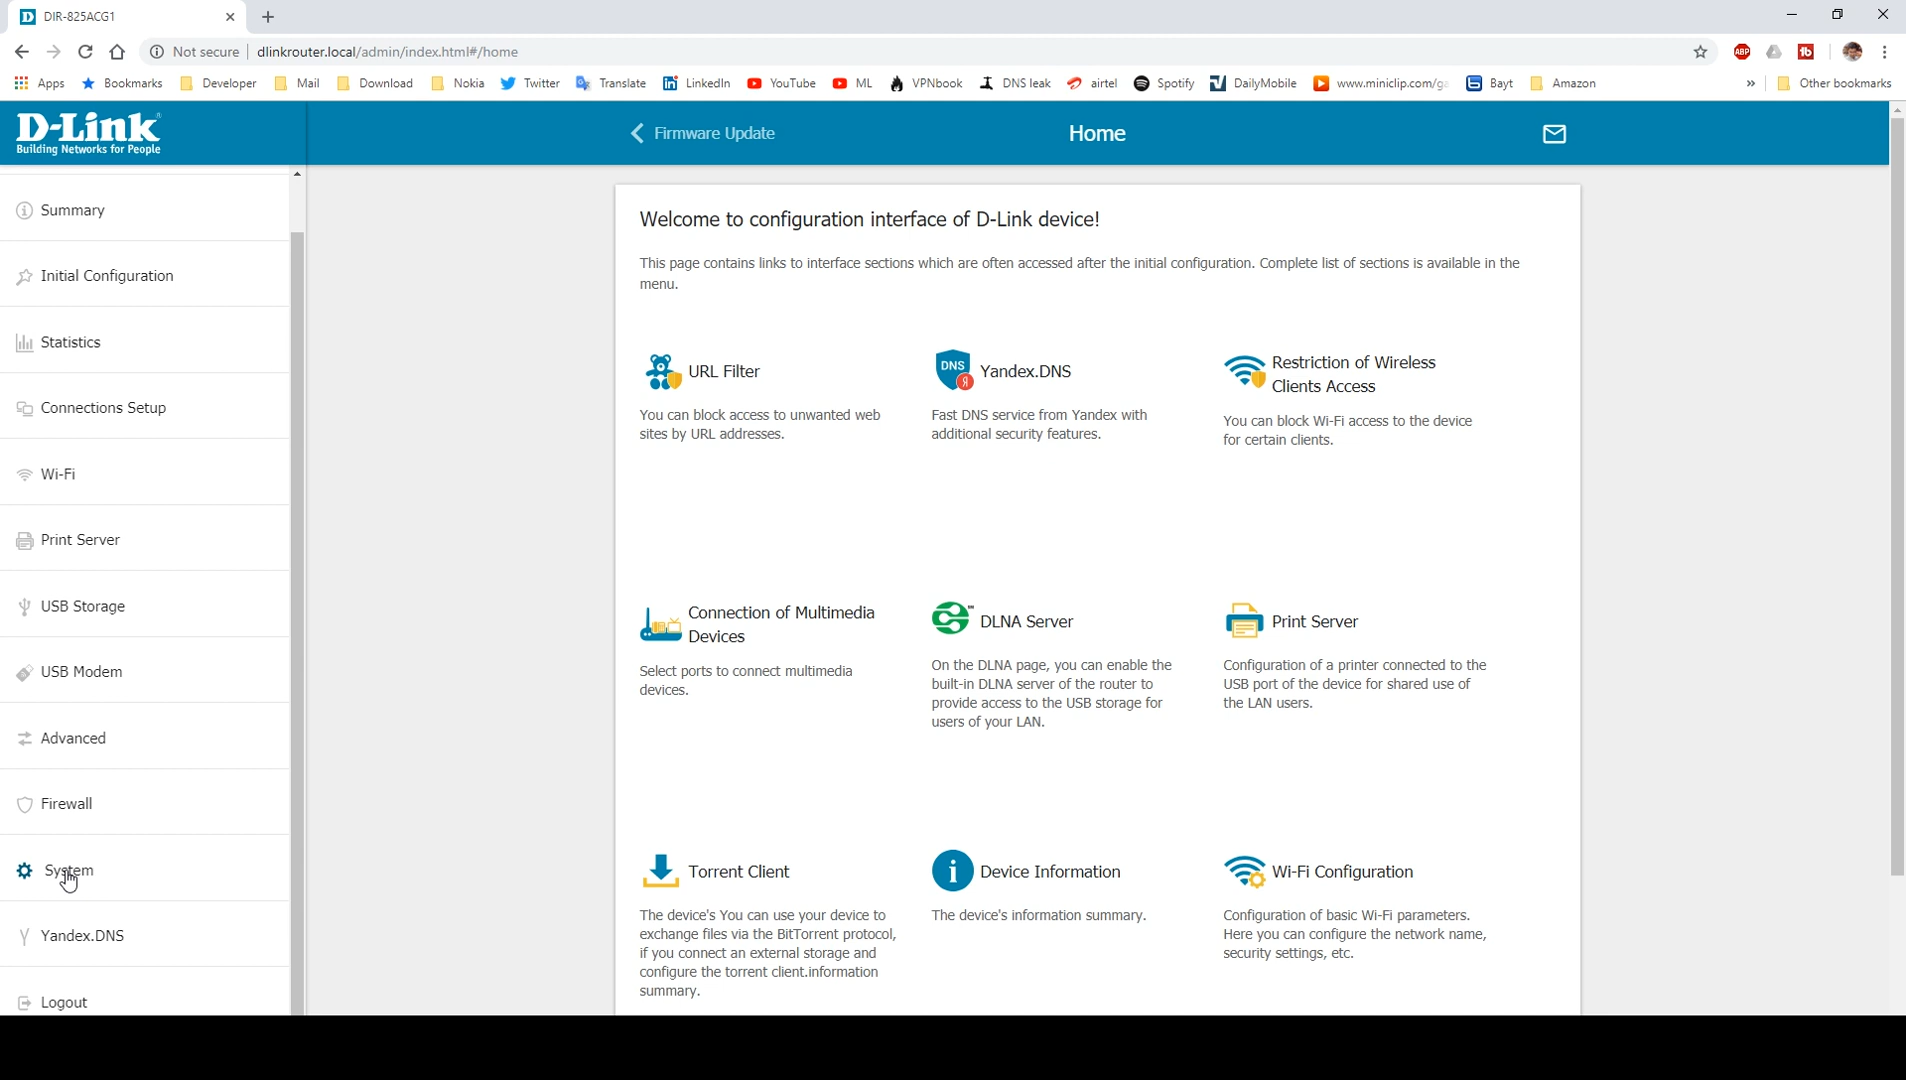 DIR-825ACG1
Not secure dlinkrouter.local/admin/index.html#/home
ABP
Apps Bookmarks Developer Mail Download Nokia Twitter Translate LinkedIn YouTube ML VPNbook DNS leak airtel Spotify DailyMobile www.miniclip.com/ga Bayt Amazon » Other bookmarks
D-Link
Building Networks for People
Firmware Update
Home
Summary
Initial Configuration
Statistics
Connections Setup
Wi-Fi
Print Server
USB Storage
USB Modem
Advanced
Firewall
System
Yandex.DNS
Logout
Welcome to configuration interface of D-Link device!
This page contains links to interface sections which are often accessed after the initial configuration. Complete list of sections is available in the
menu.
URL Filter
You can block access to unwanted web
sites by URL addresses.
DNS
Я
Yandex.DNS
Fast DNS service from Yandex with
additional security features.
Restriction of Wireless
Clients Access
You can block Wi-Fi access to the device
for certain clients.
Connection of Multimedia
Devices
Select ports to connect multimedia
devices.
DLNA Server
On the DLNA page, you can enable the
built-in DLNA server of the router to
provide access to the USB storage for
users of your LAN.
Print Server
Configuration of a printer connected to the
USB port of the device for shared use of
the LAN users.
Torrent Client
The device's You can use your device to
exchange files via the BitTorrent protocol,
if you connect an external storage and
configure the torrent client.information
summary.
Device Information
The device's information summary.
Wi-Fi Configuration
Configuration of basic Wi-Fi parameters.
Here you can configure the network name,
security settings, etc.